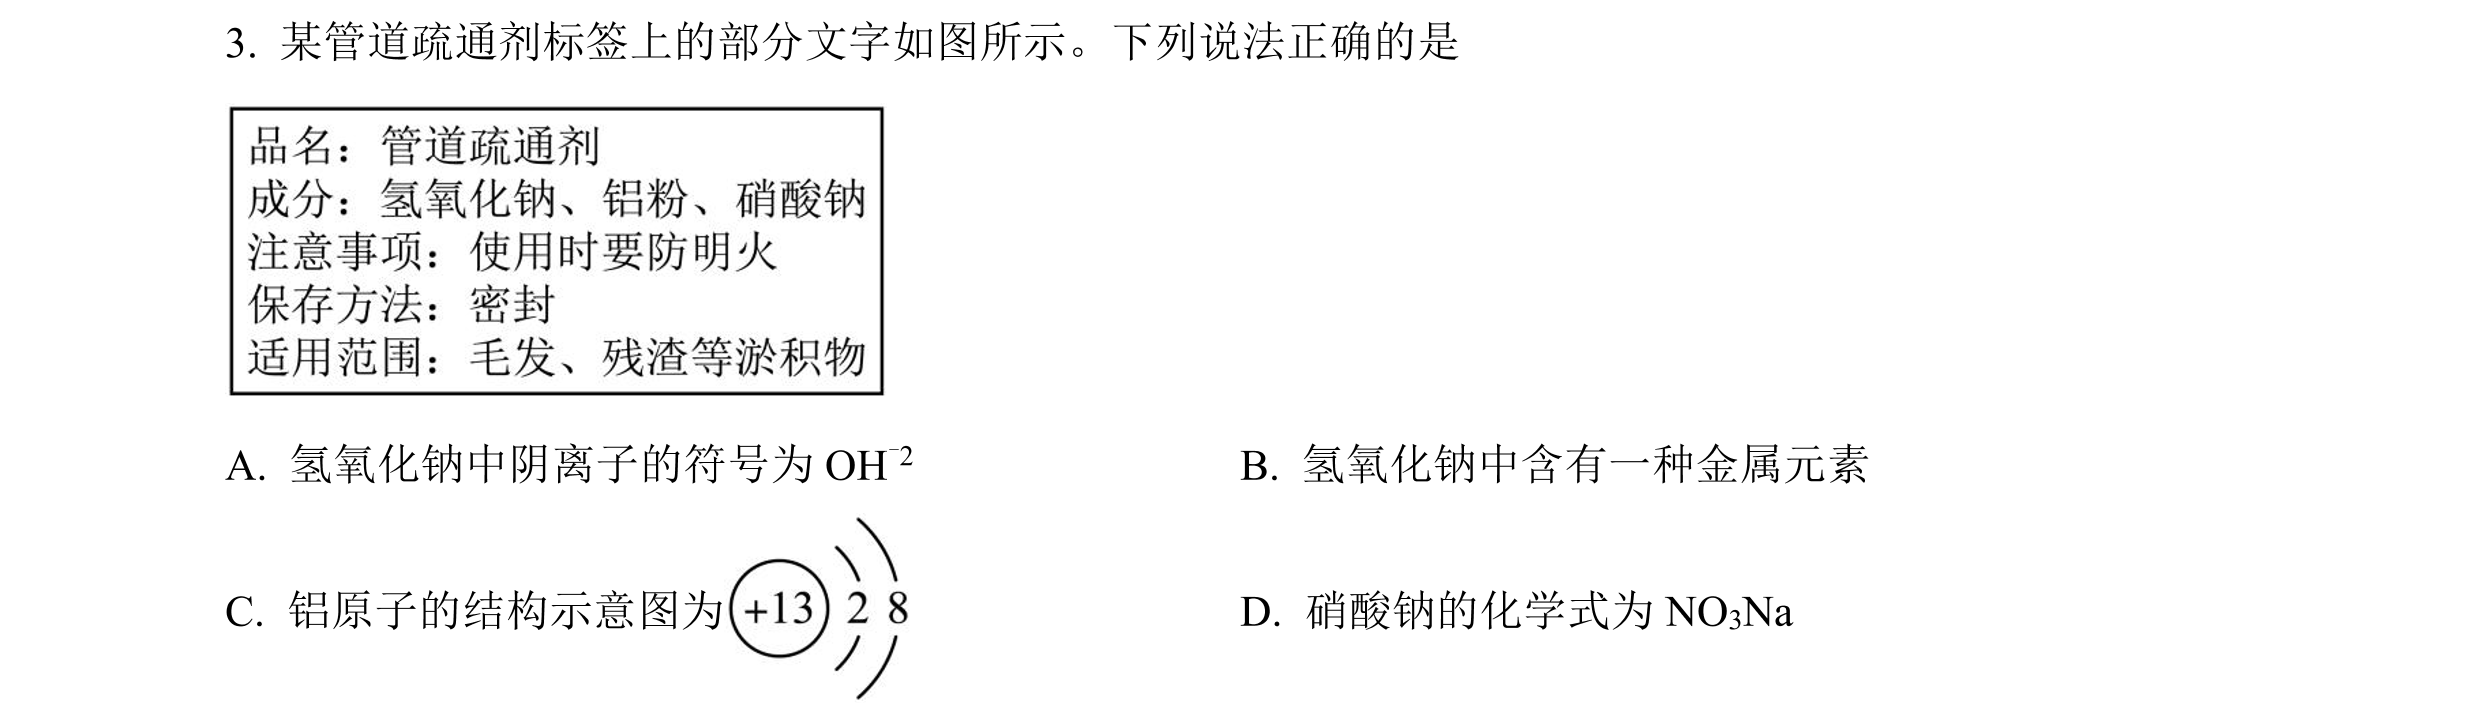 3. 某管道疏通剂标签上的部分文字如图所示。下列说法正确的是
品名：管道疏通剂
成分：氢氧化钠、铝粉、硝酸钠
注意事项：使用时要防明火
保存方法：密封
适用范围：毛发、残渣等淤积物
A. 氢氧化钠中阴离子的符号为 OH⁻²
B. 氢氧化钠中含有一种金属元素
C. 铝原子的结构示意图为 +13 2 8
D. 硝酸钠的化学式为 NO₃Na